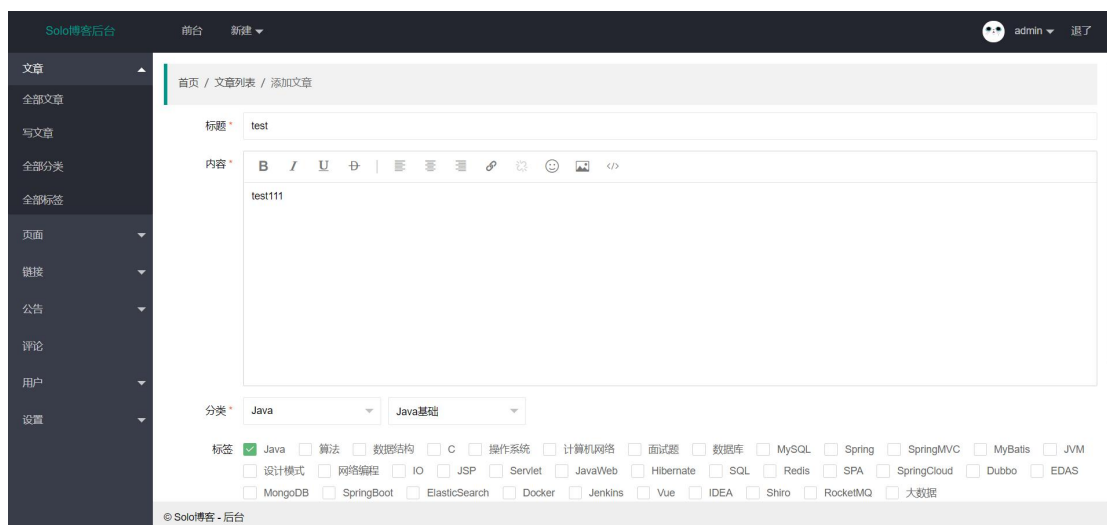 Solo博客后台 前台 新建 admin 退了
文章
全部文章
写文章
全部分类
全部标签
页面
链接
公告
评论
用户
设置
首页 / 文章列表 / 添加文章
标题 * test
内容 * B I U D </>
test111
分类 * Java Java基础
标签 Java 算法 数据结构 C 操作系统 计算机网络 面试题 数据库 MySQL Spring SpringMVC MyBatis JVM
设计模式 网络编程 IO JSP Servlet JavaWeb Hibernate SQL Redis SPA SpringCloud Dubbo EDAS
MongoDB SpringBoot ElasticSearch Docker Jenkins Vue IDEA Shiro RocketMQ 大数据
© Solo博客 - 后台